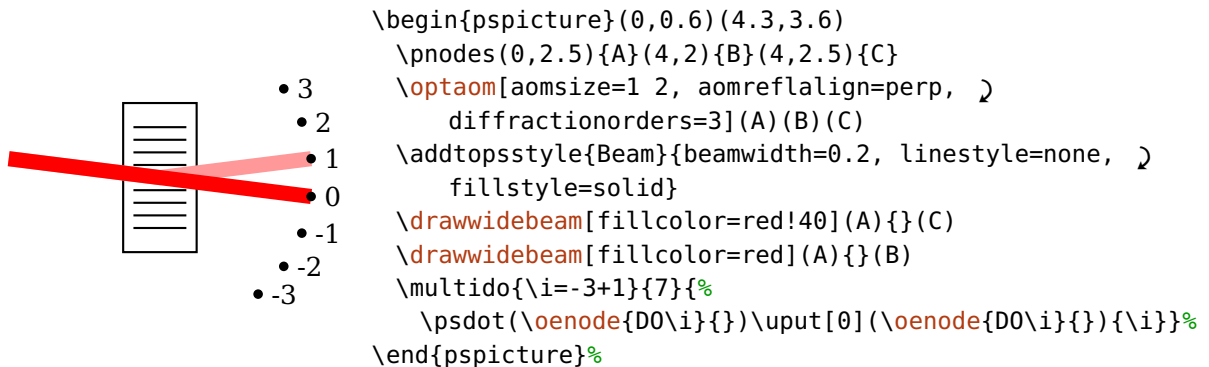 3
2
1
0
-1
-2
-3
\begin{pspicture}(0,0.6)(4.3,3.6)
\pnodes(0,2.5){A}(4,2){B}(4,2.5){C}
\optaom[aomsize=1 2, aomreflalign=perp,
diffractionorders=3](A)(B)(C)
\addtopsstyle{Beam}{beamwidth=0.2, linestyle=none,
fillstyle=solid}
\drawwidebeam[fillcolor=red!40](A){}(C)
\drawwidebeam[fillcolor=red](A){}(B)
\multido{\i=-3+1}{7}{%
\psdot(\oenode{DO\i}{})\uput[0](\oenode{DO\i}{}){\i}}%
\end{pspicture}%